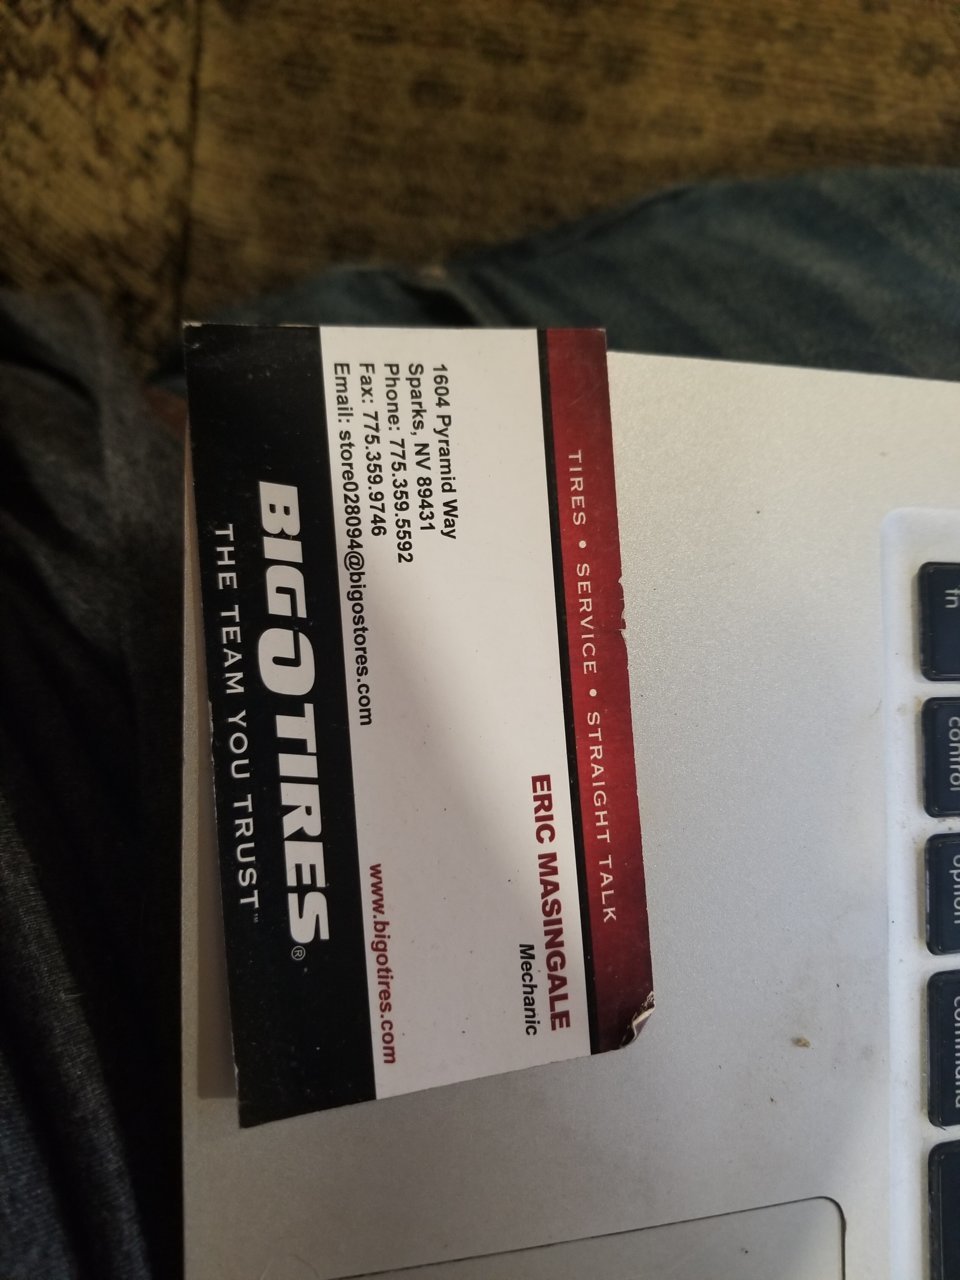 TIRES • SERVICE • STRAIGHT TALK
ERIC MASINGALE
Mechanic
1604 Pyramid Way
Sparks, NV 89431
Phone: 775.359.5592
Fax: 775.359.9746
Email: store028094@bigostores.com
www.bigotires.com
BIG O TIRES®
THE TEAM YOU TRUST™
fn
control
option
command